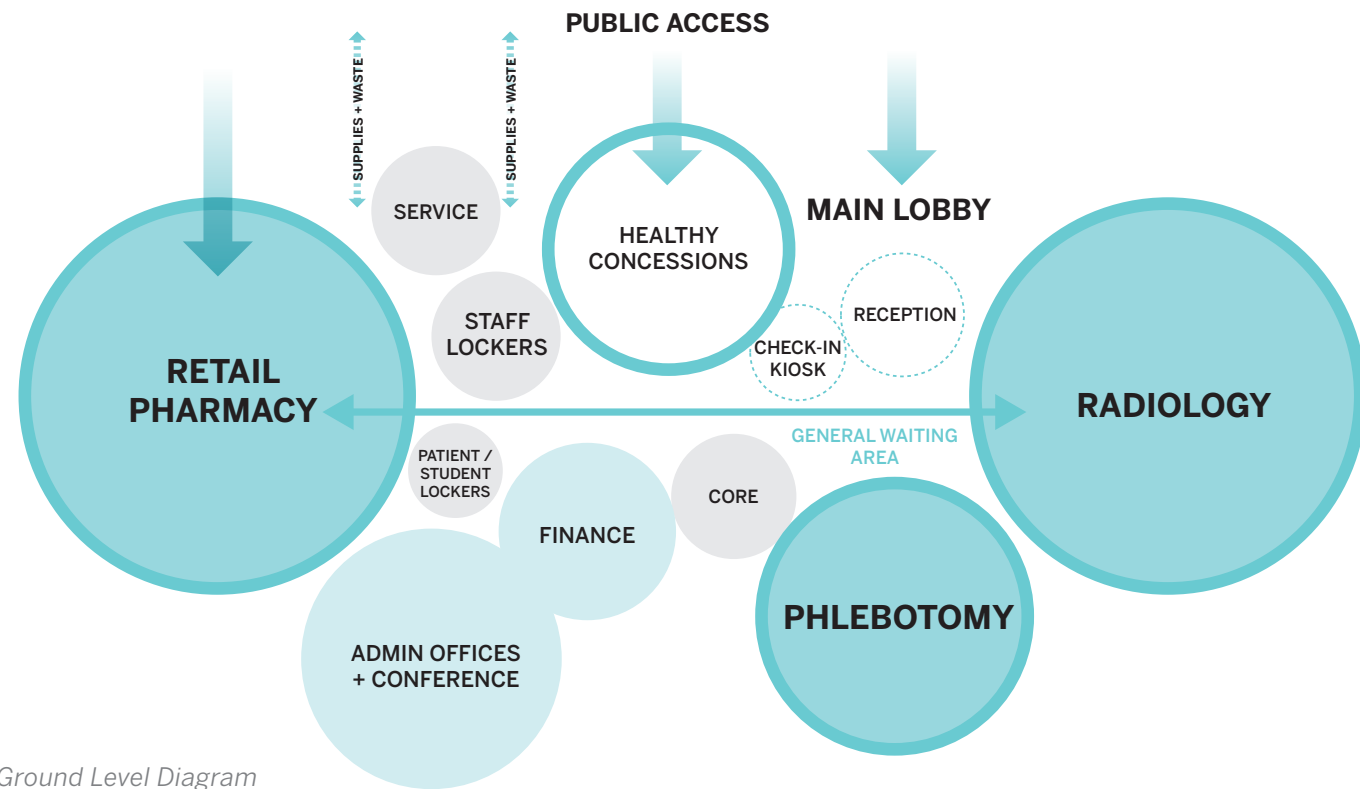 PUBLIC ACCESS
SUPPLIES + WASTE
SUPPLIES + WASTE
SERVICE
HEALTHY
CONCESSIONS
MAIN LOBBY
STAFF
LOCKERS
RECEPTION
CHECK-IN
KIOSK
RETAIL
PHARMACY
RADIOLOGY
GENERAL WAITING
AREA
PATIENT /
STUDENT
LOCKERS
CORE
FINANCE
PHLEBOTOMY
ADMIN OFFICES
+ CONFERENCE
Ground Level Diagram